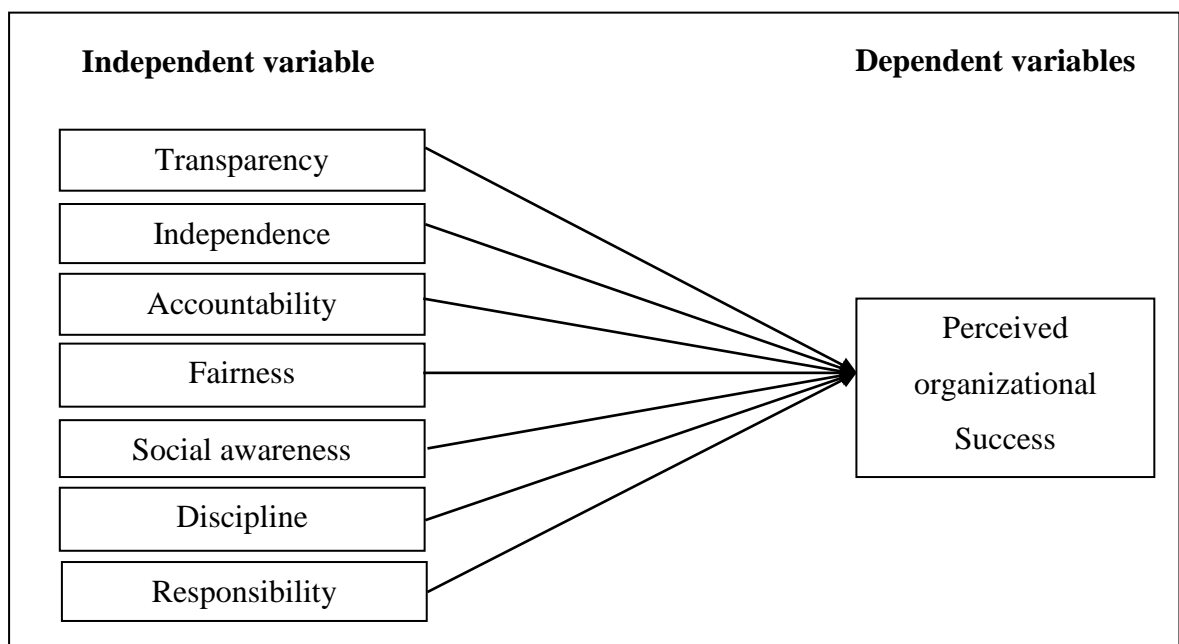 Independent variable
Dependent variables
Transparency
Independence
Accountability
Fairness
Social awareness
Discipline
Responsibility
Perceived
organizational
Success